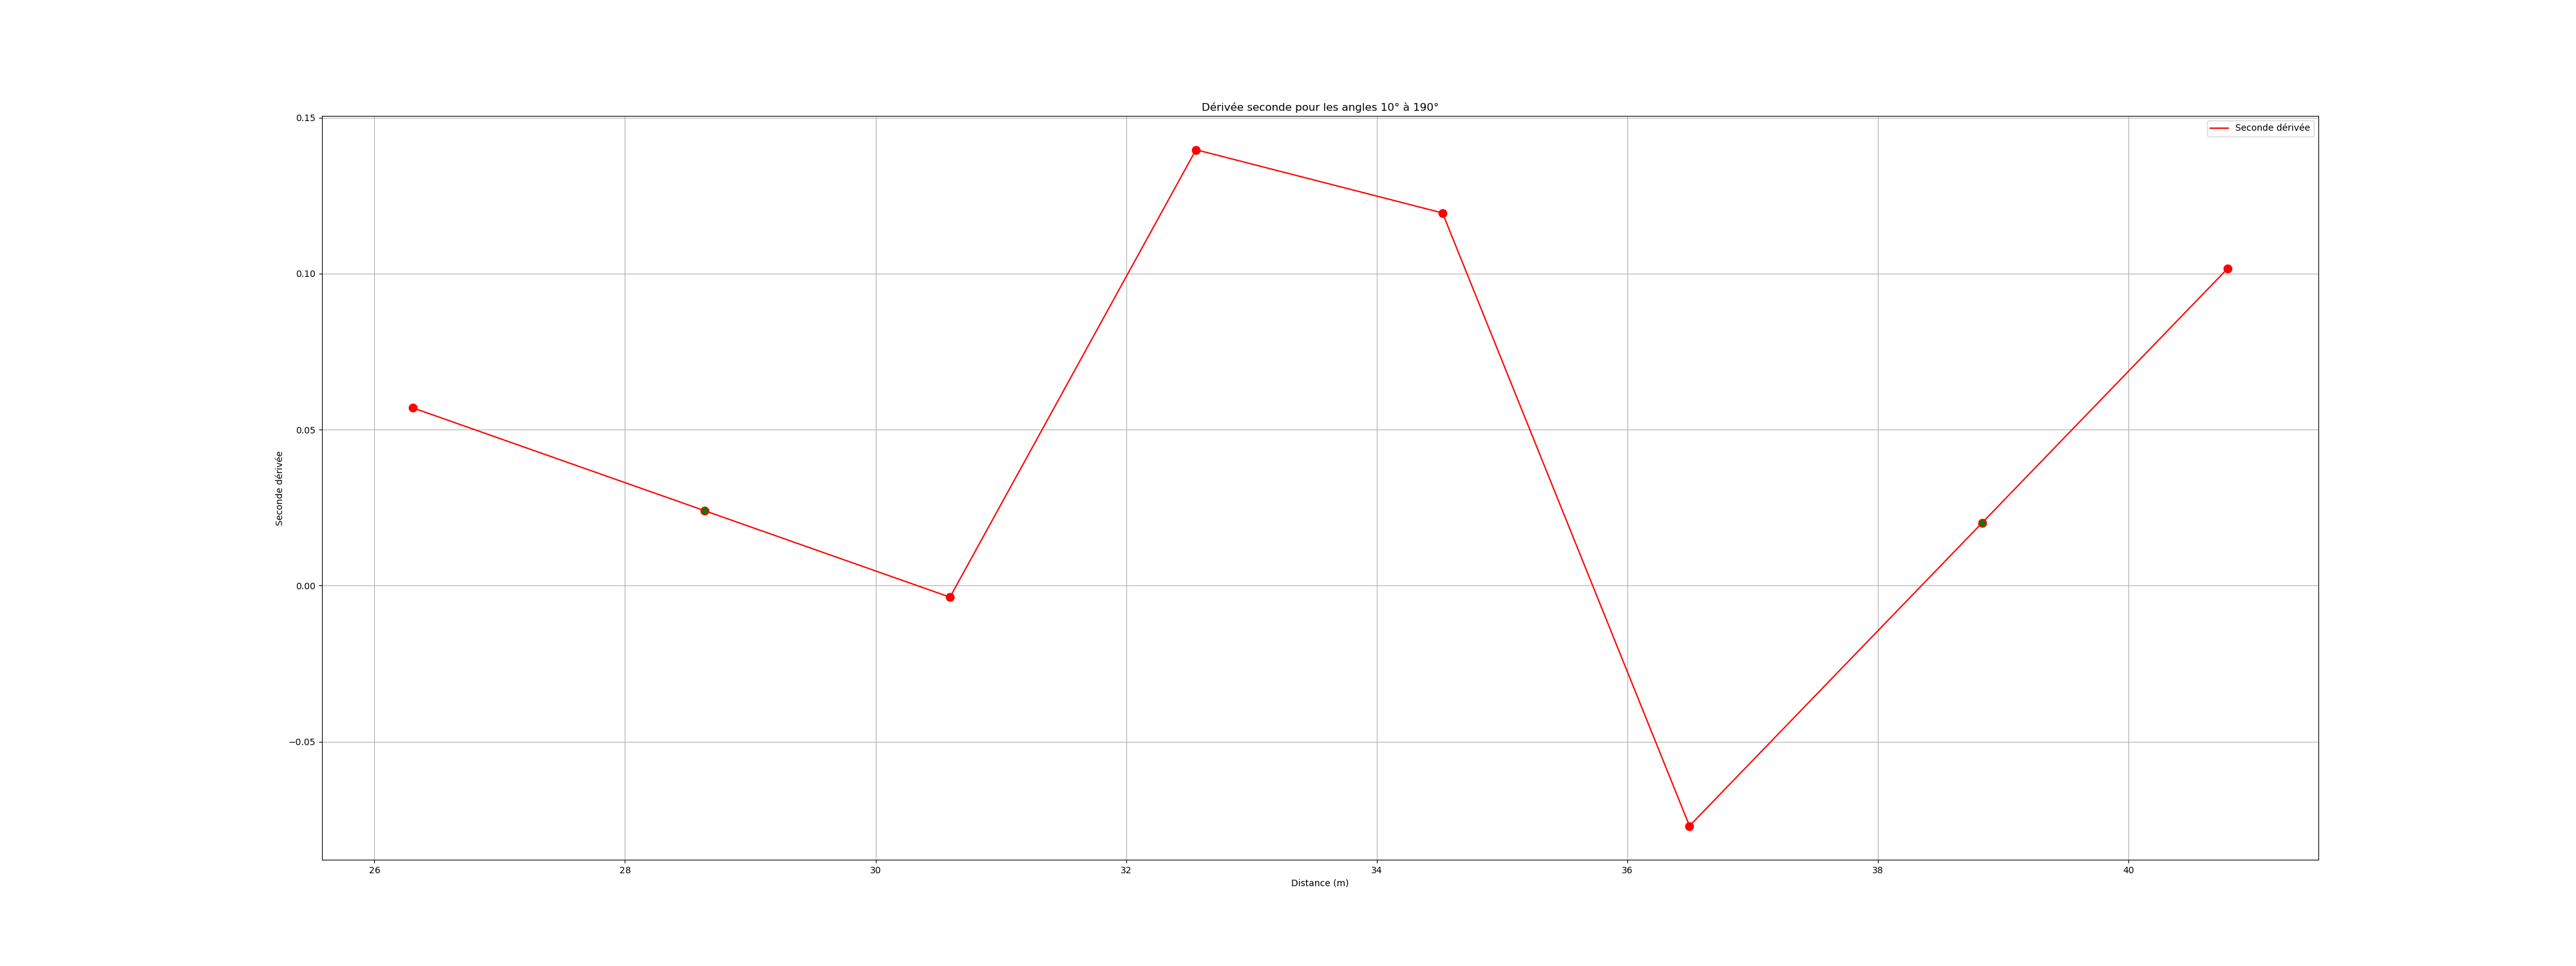 Dérivée seconde pour les angles 10° à 190°
Seconde dérivée
0.15
0.10
0.05
0.00
−0.05
Seconde dérivée
26 28 30 32 34 36 38 40
Distance (m)